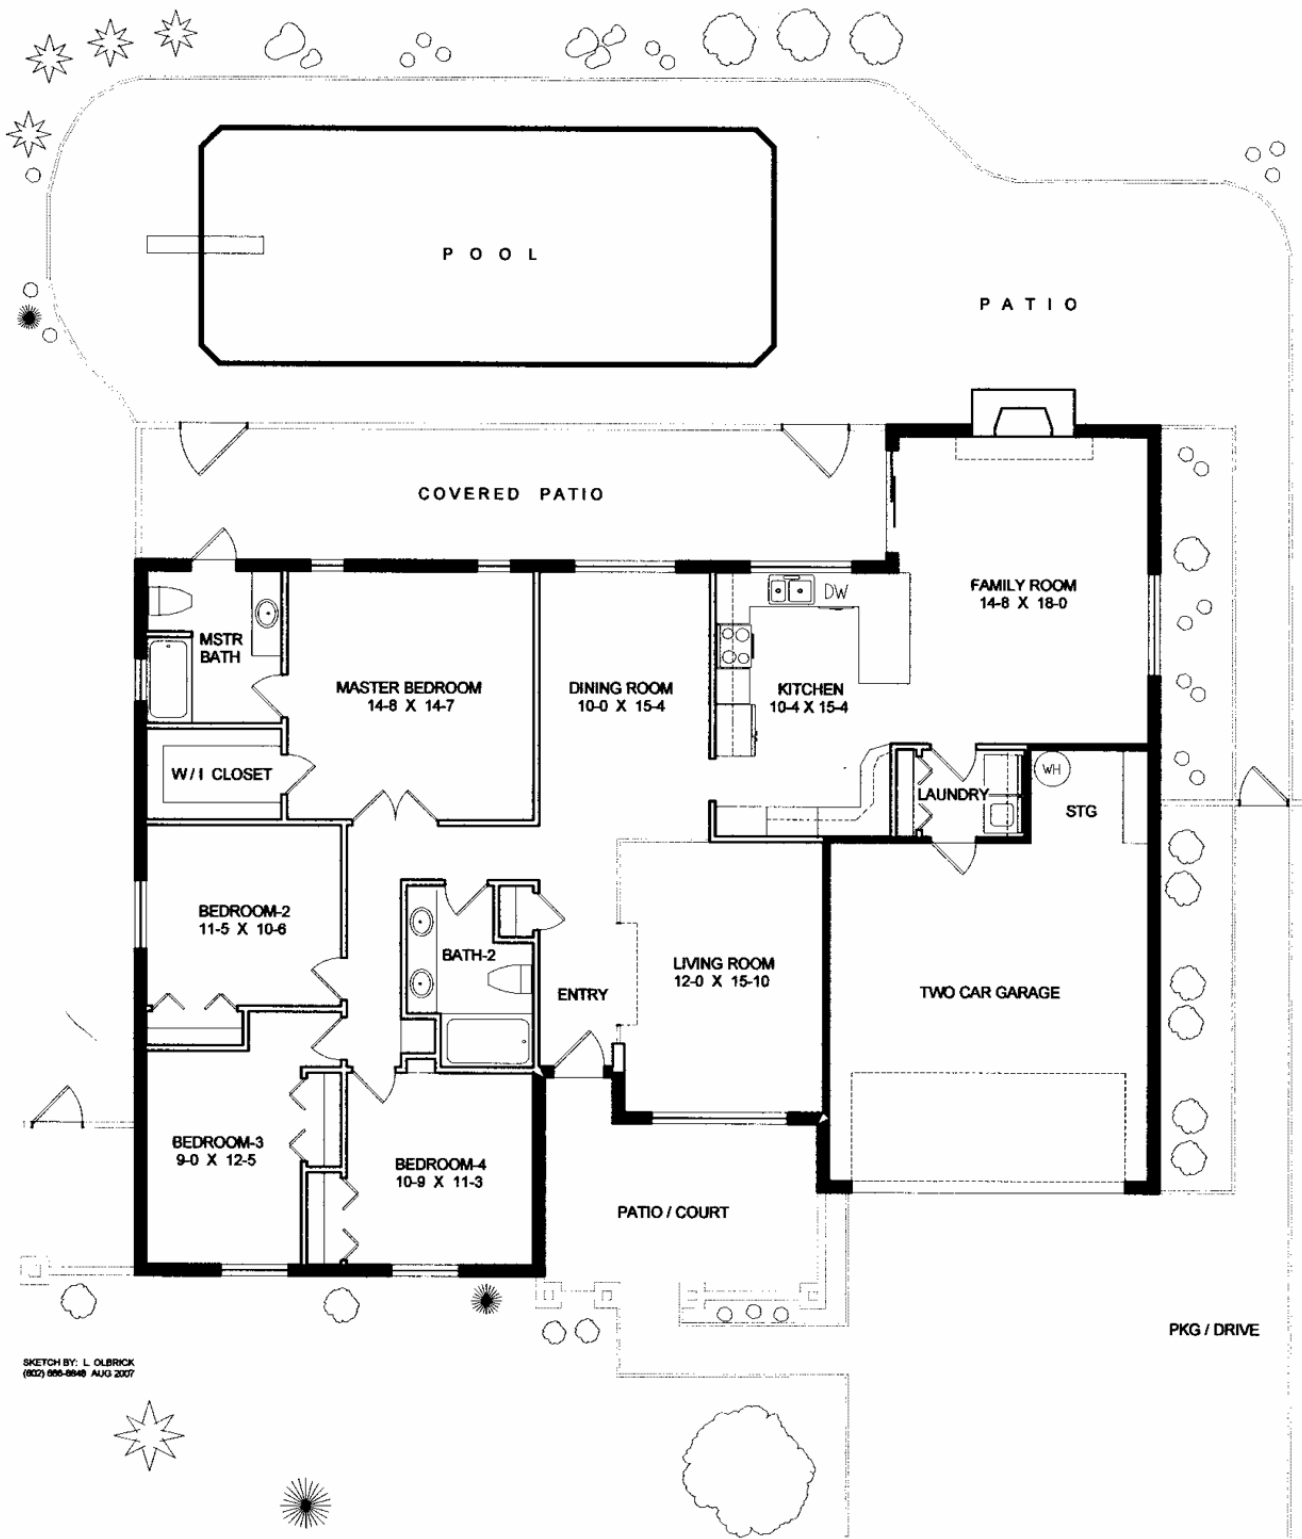 POOL
PATIO
COVERED PATIO
FAMILY ROOM
14-8 X 18-0
DW
MSTR
BATH
MASTER BEDROOM
14-8 X 14-7
DINING ROOM
10-0 X 15-4
KITCHEN
10-4 X 15-4
W/I CLOSET
WH
LAUNDRY
STG
BEDROOM-2
11-5 X 10-6
BATH-2
LIVING ROOM
12-0 X 15-10
ENTRY
TWO CAR GARAGE
BEDROOM-3
9-0 X 12-5
BEDROOM-4
10-9 X 11-3
PATIO / COURT
PKG / DRIVE
SKETCH BY: L. OLBRICK
(602) AUG 2007